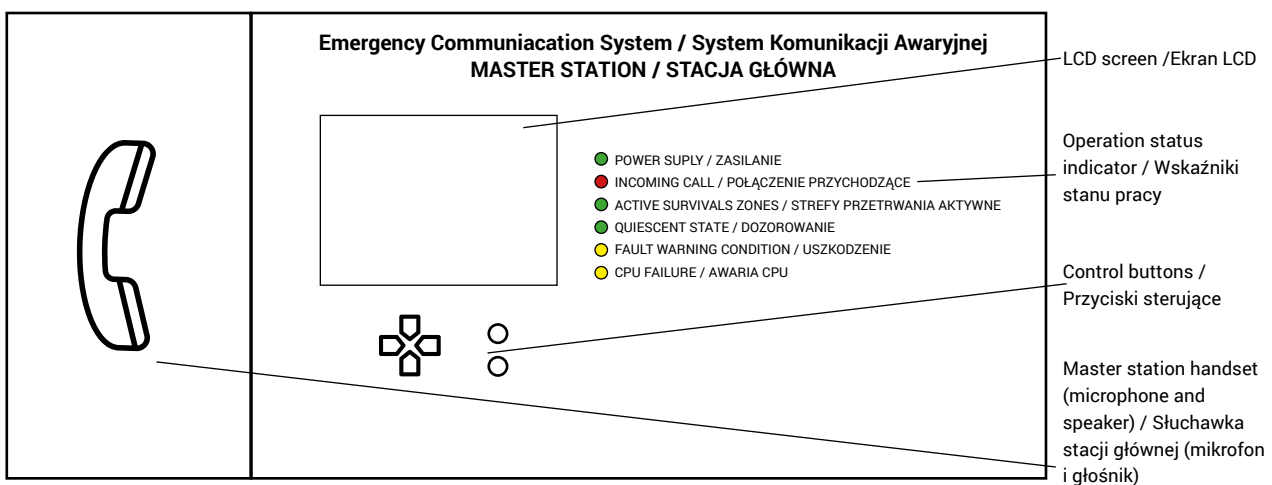 Emergency Communiacation System / System Komunikacji Awaryjnej
MASTER STATION / STACJA GŁÓWNA
POWER SUPLY / ZASILANIE
INCOMING CALL / POŁĄCZENIE PRZYCHODZĄCE
ACTIVE SURVIVALS ZONES / STREFY PRZETRWANIA AKTYWNE
QUIESCENT STATE / DOZOROWANIE
FAULT WARNING CONDITION / USZKODZENIE
CPU FAILURE / AWARIA CPU
LCD screen /Ekran LCD
Operation status
indicator / Wskaźniki
stanu pracy
Control buttons /
Przyciski sterujące
Master station handset
(microphone and
speaker) / Słuchawka
stacji głównej (mikrofon
i głośnik)